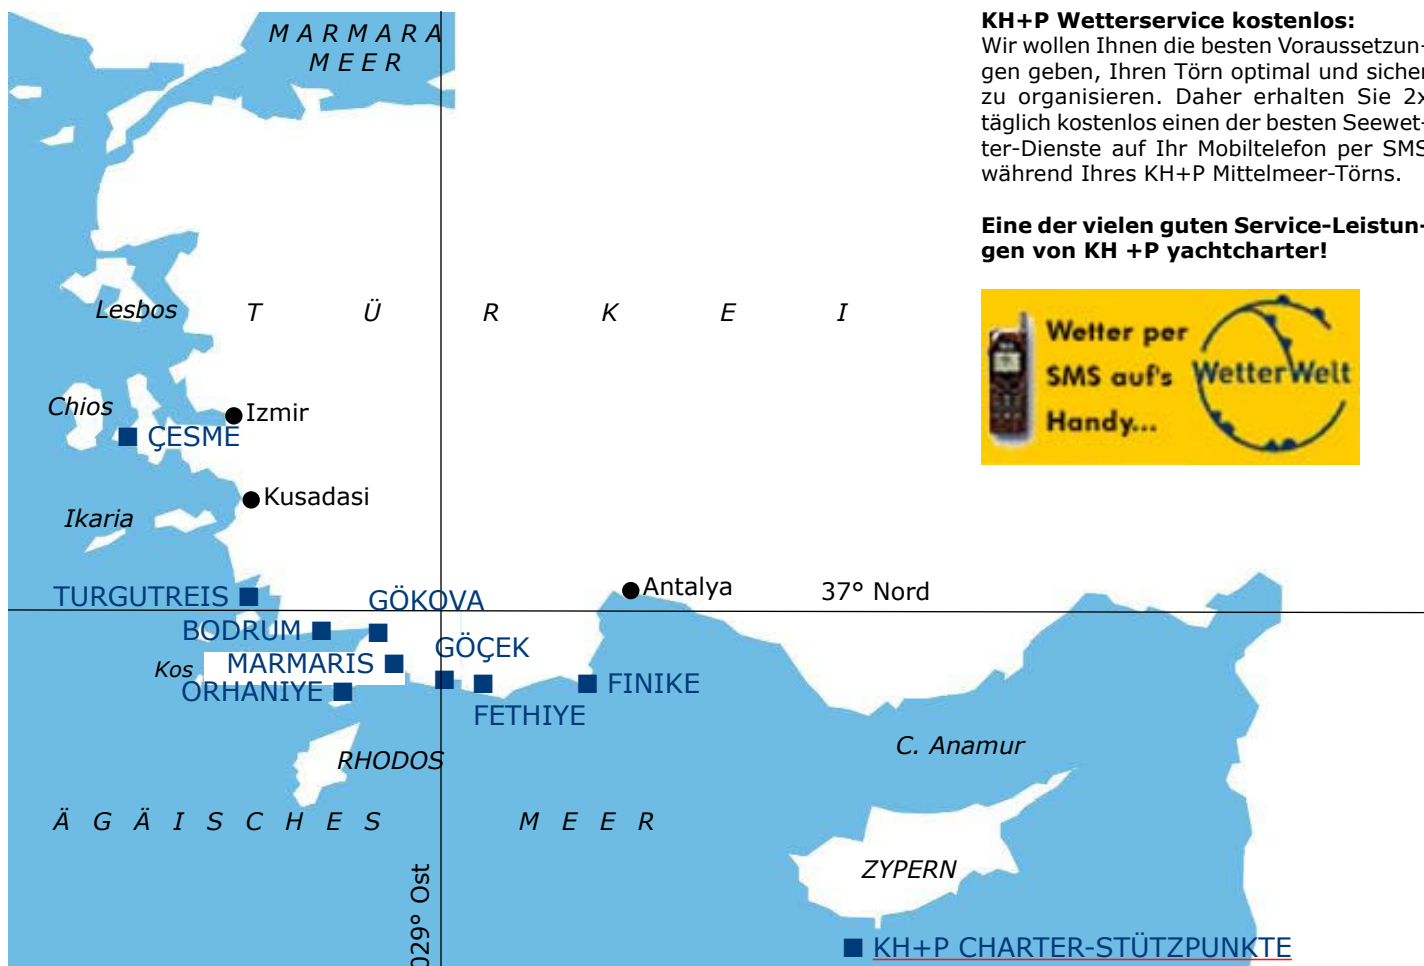 MARMARA
MEER
KH+P Wetterservice kostenlos:
Wir wollen Ihnen die besten Voraussetzun-
gen geben, Ihren Törn optimal und sicher
zu organisieren. Daher erhalten Sie 2x
täglich kostenlos einen der besten Seewet-
ter-Dienste auf Ihr Mobiltelefon per SMS
während Ihres KH+P Mittelmeer-Törns.
Eine der vielen guten Service-Leistun-
gen von KH +P yachtcharter!
Wetter per
SMS auf's
Handy...
WetterWelt
Lesbos
TÜRKEI
Chios
Izmir
ÇESME
Kusadasi
Ikaria
TURGUTREIS
GÖKOVA
Antalya
37° Nord
BODRUM
GÖÇEK
Kos
MARMARIS
ORHANIYE
FINIKE
FETHIYE
RHODOS
C. Anamur
ÄGÄISCHES MEER
ZYPERN
029° Ost
KH+P CHARTER-STÜTZPUNKTE